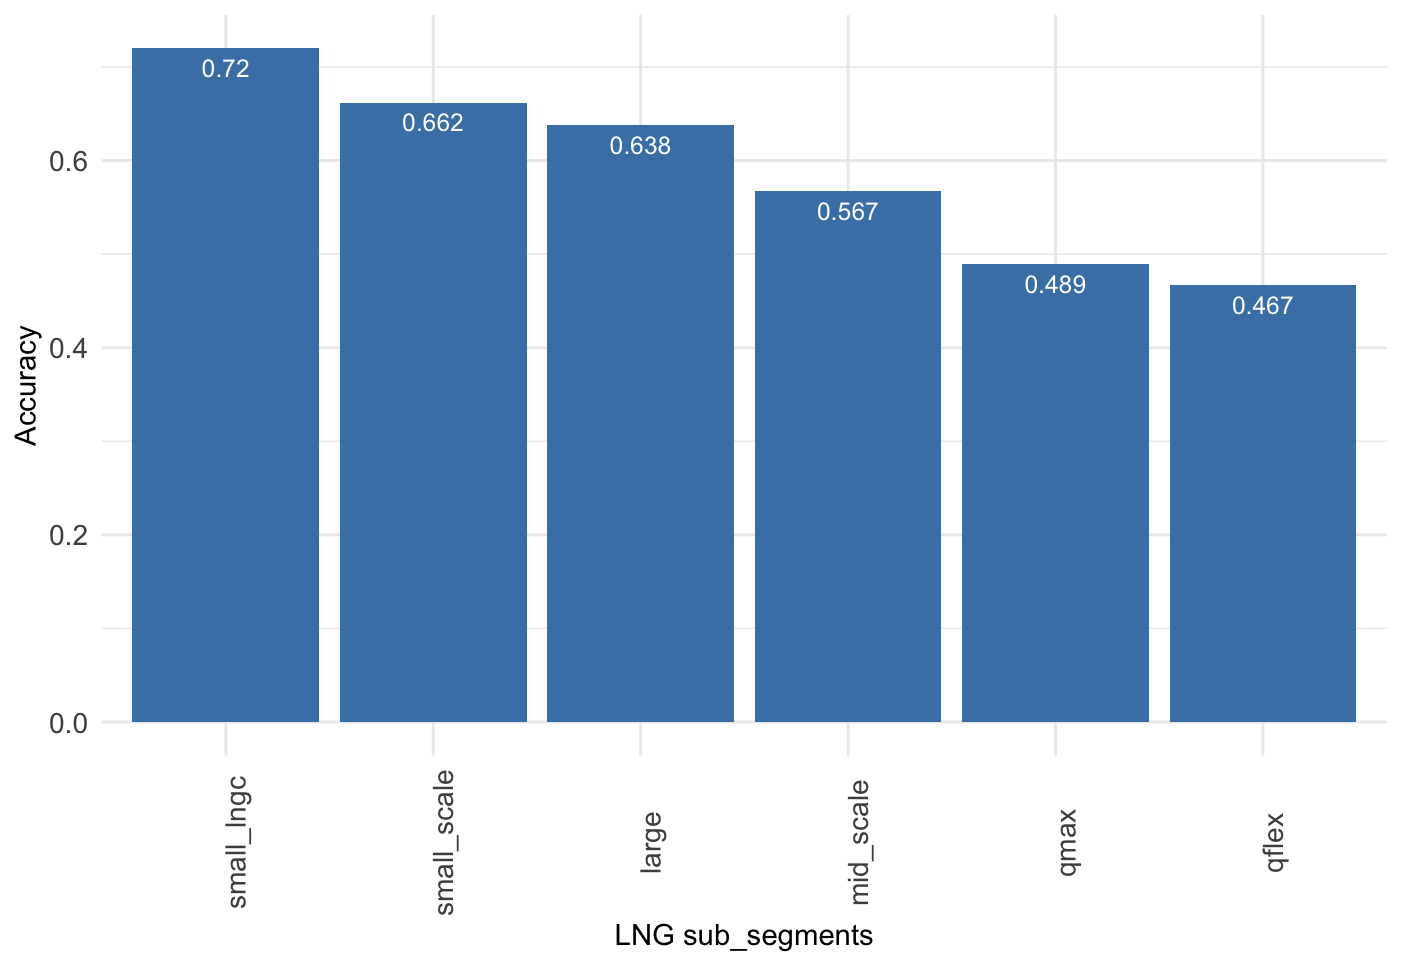 0.72
0.662
0.638
0.567
0.489
0.467
0.6
0.4
0.2
0.0
Accuracy
small_lngc
small_scale
large
mid_scale
qmax
qflex
LNG sub_segments